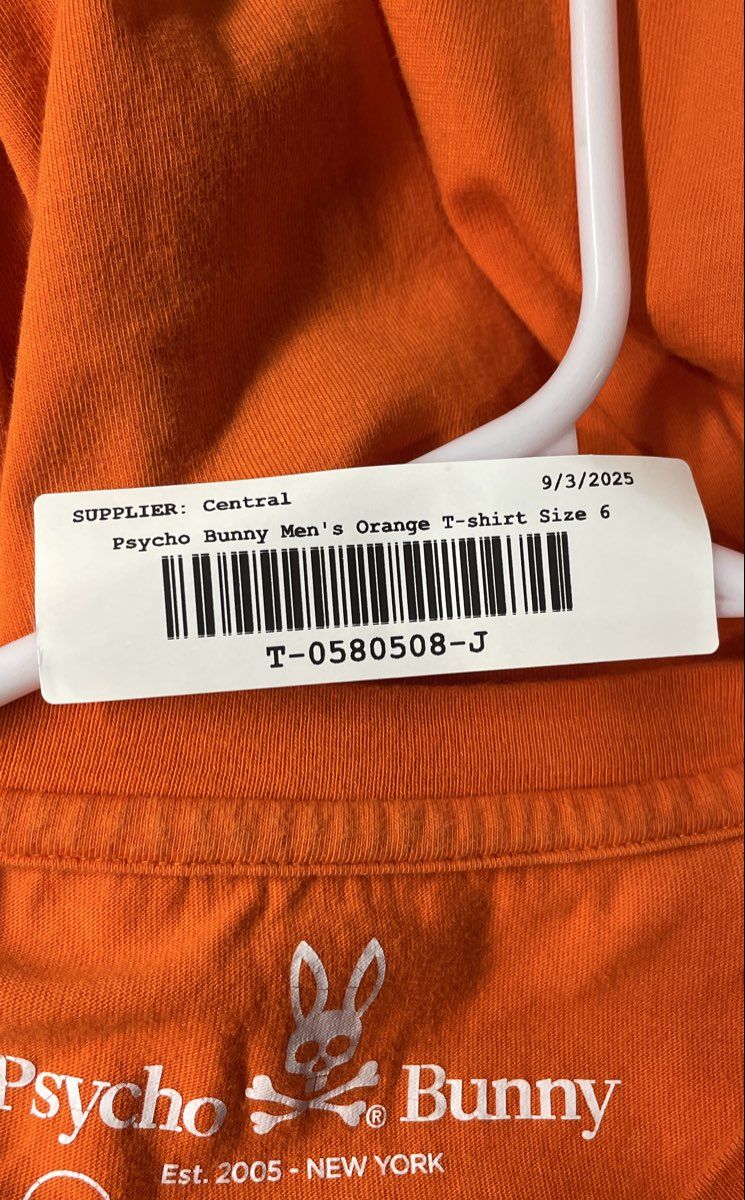 SUPPLIER: Central 9/3/2025
Psycho Bunny Men's Orange T-shirt Size 6
T-0580508-J
Psycho Bunny
®
Est. 2005 - NEW YORK